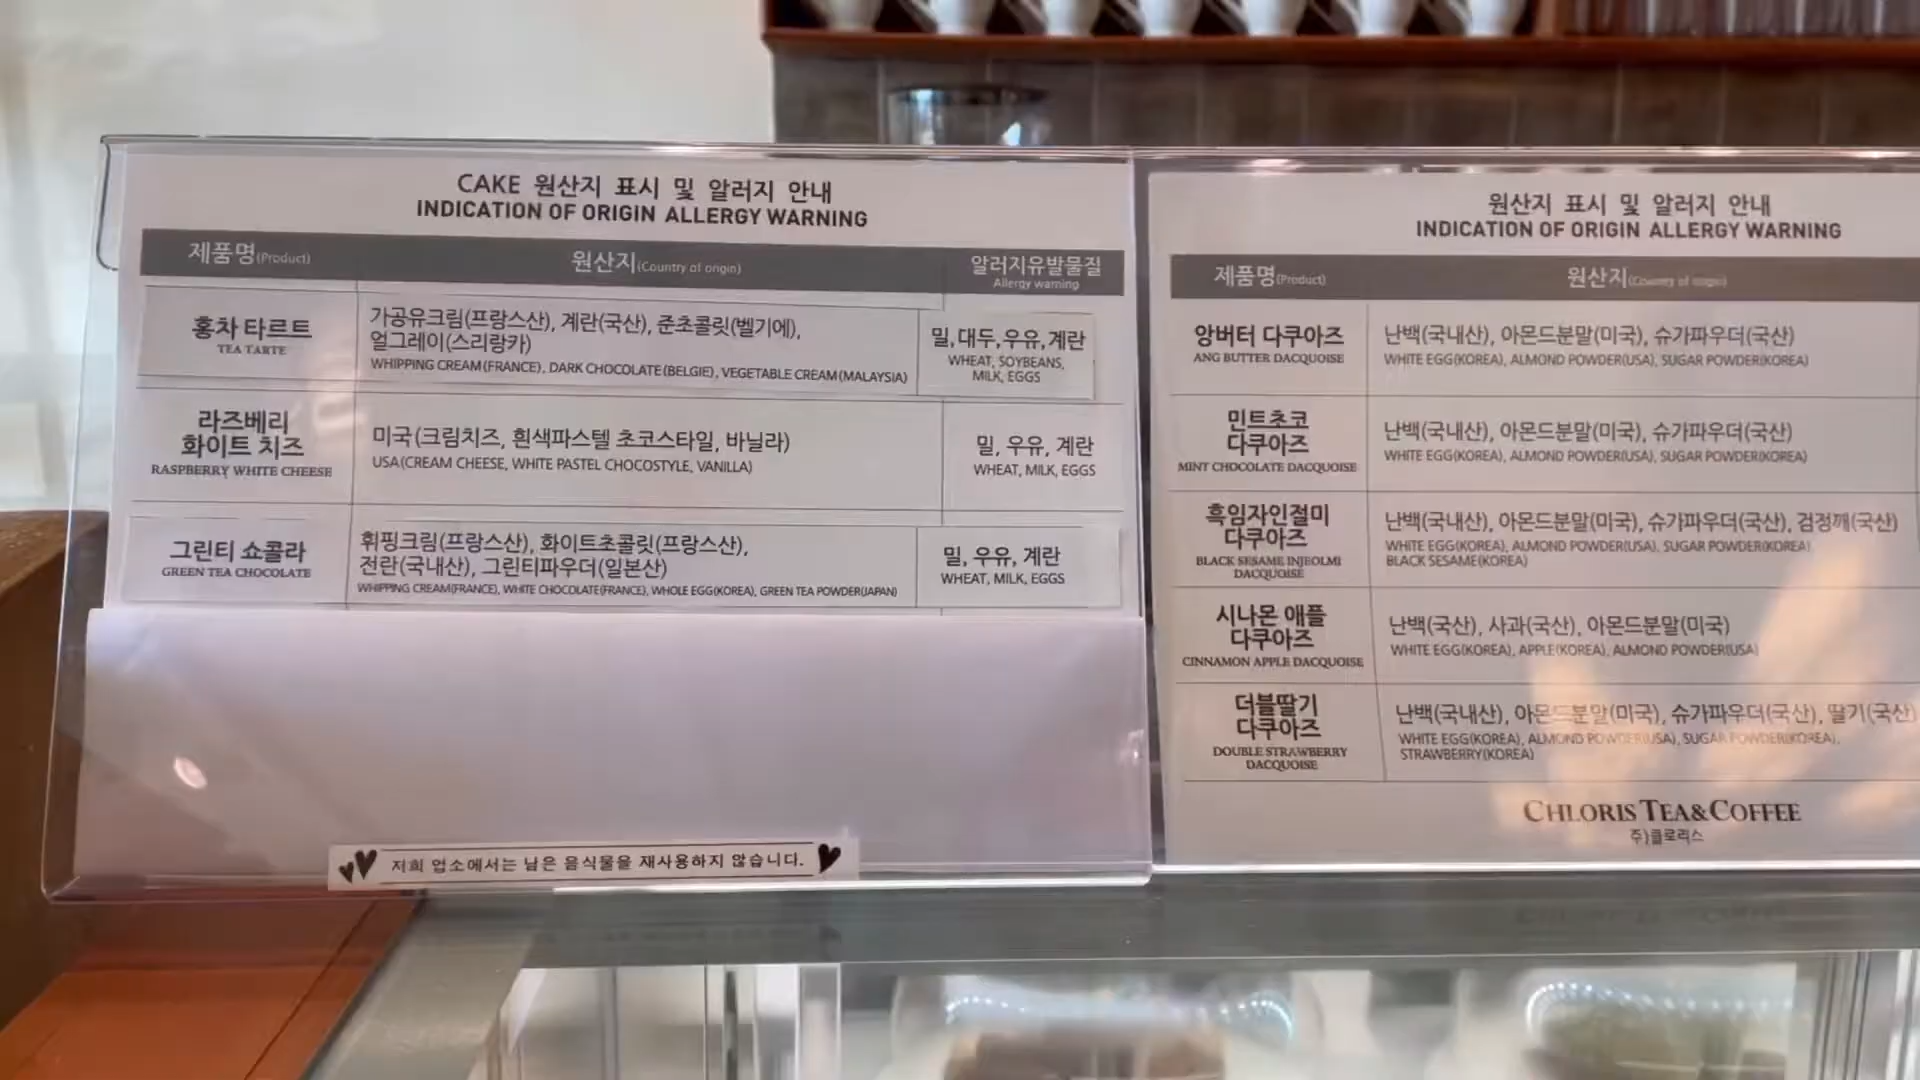 CAKE 원산지 표시 및 알러지 안내
INDICATION OF ORIGIN ALLERGY WARNING
제품명(Product)
원산지(Country of origin)
알러지유발물질
Allergy warning
홍차 타르트
TEA TARTE
가공유크림(프랑스산), 계란(국산), 준초콜릿(벨기에),
얼그레이(스리랑카)
WHIPPING CREAM(FRANCE), DARK CHOCOLATE(BELGIE), VEGETABLE CREAM(MALAYSIA)
밀,대두,우유,계란
WHEAT, SOYBEANS,
MILK, EGGS
라즈베리
화이트 치즈
RASPBERRY WHITE CHEESE
미국(크림치즈, 흰색파스텔 초코스타일, 바닐라)
USA(CREAM CHEESE, WHITE PASTEL CHOCOSTYLE, VANILLA)
밀, 우유, 계란
WHEAT, MILK, EGGS
그린티 쇼콜라
GREEN TEA CHOCOLATE
휘핑크림(프랑스산), 화이트초콜릿(프랑스산),
전란(국내산), 그린티파우더(일본산)
WHIPPING CREAM(FRANCE), WHITE CHOCOLATE(FRANCE), WHOLE EGG(KOREA), GREEN TEA POWDER(JAPAN)
밀, 우유, 계란
WHEAT, MILK, EGGS
저희 업소에서는 남은 음식물을 재사용하지 않습니다.
원산지 표시 및 알러지 안내
INDICATION OF ORIGIN ALLERGY WARNING
제품명(Product)
원산지(Country of origin)
앙버터 다쿠아즈
ANG BUTTER DACQUOISE
난백(국내산), 아몬드분말(미국), 슈가파우더(국산)
WHITE EGG(KOREA), ALMOND POWDER(USA), SUGAR POWDER(KOREA)
민트초코
다쿠아즈
MINT CHOCOLATE DACQUOISE
난백(국내산), 아몬드분말(미국), 슈가파우더(국산)
WHITE EGG(KOREA), ALMOND POWDER(USA), SUGAR POWDER(KOREA)
흑임자인절미
다쿠아즈
BLACK SESAME INJEOLMI
DACQUOISE
난백(국내산), 아몬드분말(미국), 슈가파우더(국산), 검정깨(국산)
WHITE EGG(KOREA), ALMOND POWDER(USA), SUGAR POWDER(KOREA)
BLACK SESAME(KOREA)
시나몬 애플
다쿠아즈
CINNAMON APPLE DACQUOISE
난백(국산), 사과(국산), 아몬드분말(미국)
WHITE EGG(KOREA), APPLE(KOREA), ALMOND POWDER(USA)
더블딸기
다쿠아즈
DOUBLE STRAWBERRY
DACQUOISE
난백(국내산), 아몬드분말(미국), 슈가파우더(국산), 딸기(국산)
WHITE EGG(KOREA), ALMOND POWDER(USA), SUGAR POWDER(KOREA),
STRAWBERRY(KOREA)
CHLORIS TEA&COFFEE
주)클로리스